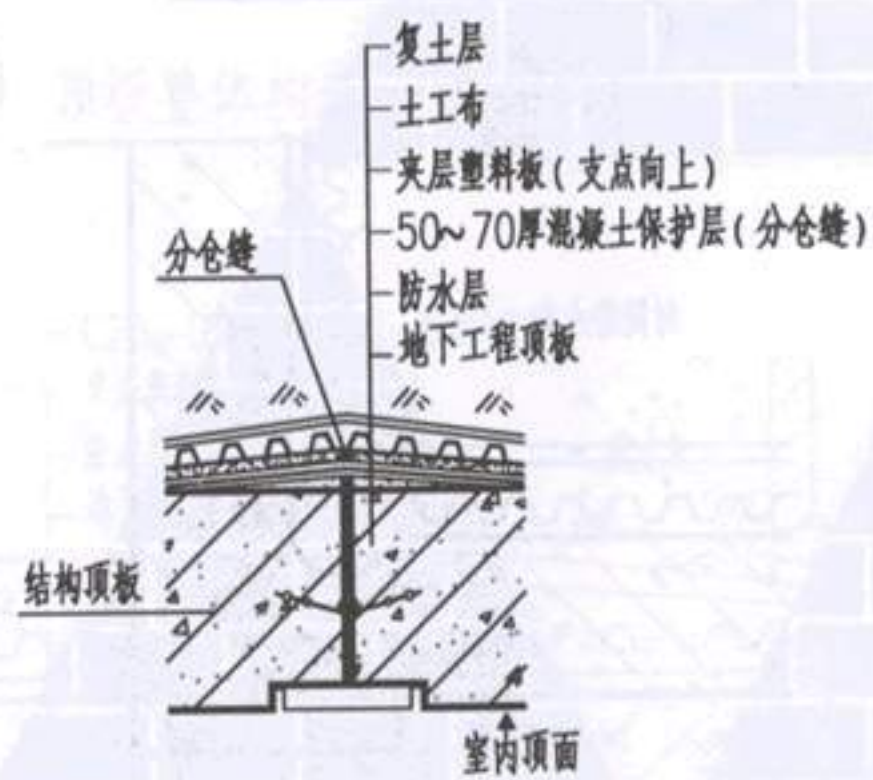 复土层
土工布
夹层塑料板(支点向上)
50~70厚混凝土保护层(分仓缝)
防水层
地下工程顶板
分仓缝
结构顶板
室内顶面